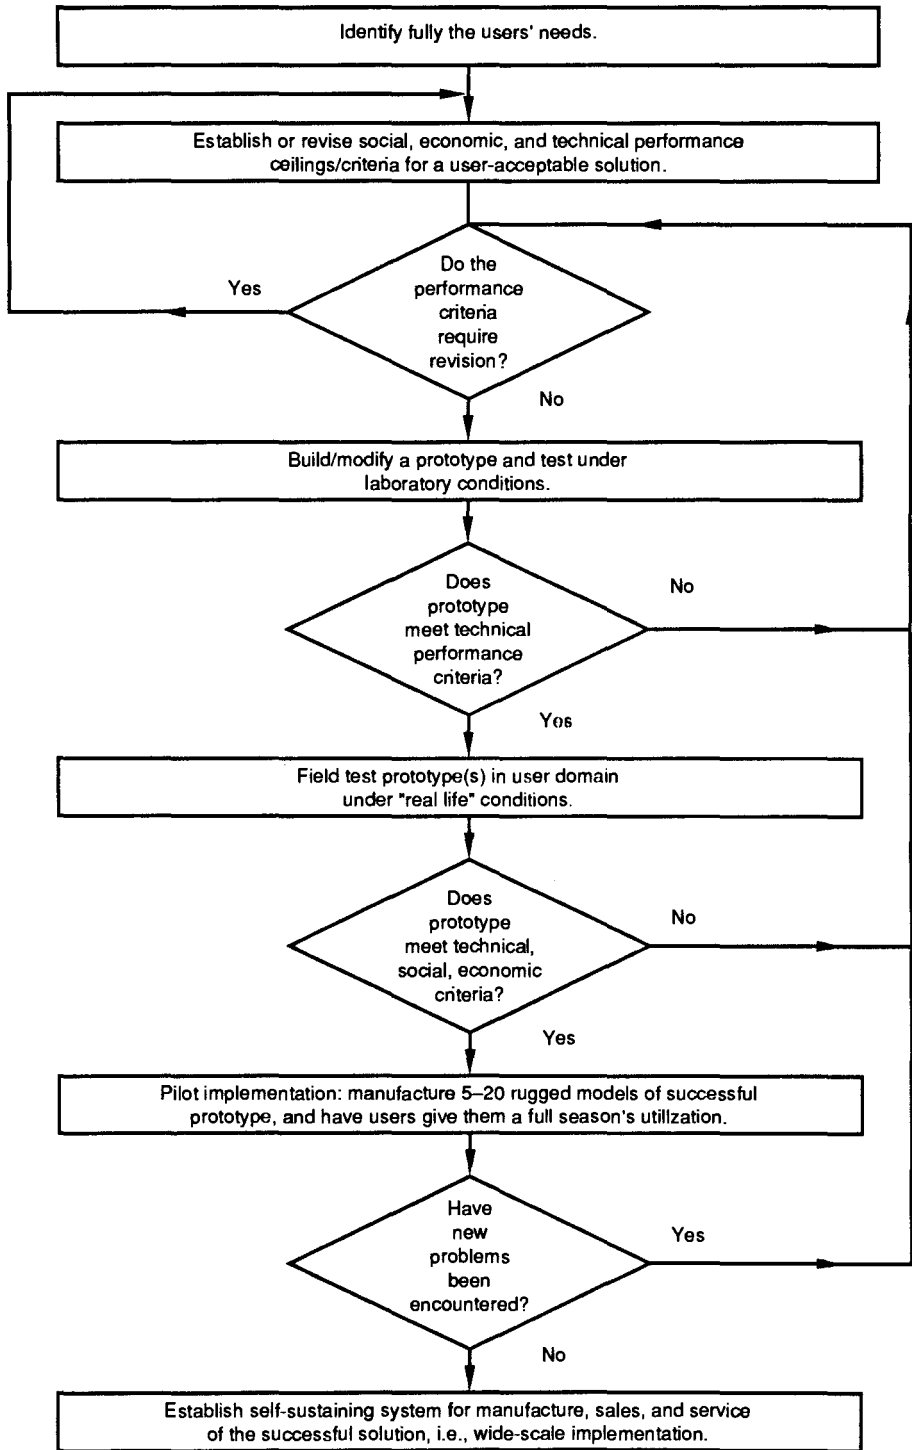 Identify fully the users' needs.
Establish or revise social, economic, and technical performance
ceilings/criteria for a user-acceptable solution.
Do the
performance
criteria
require
revision?
Yes
No
Build/modify a prototype and test under
laboratory conditions.
Does
prototype
meet technical
performance
criteria?
No
Yes
Field test prototype(s) in user domain
under "real life" conditions.
Does
prototype
meet technical,
social, economic
criteria?
No
Yes
Pilot implementation: manufacture 5–20 rugged models of successful
prototype, and have users give them a full season's utilization.
Have
new
problems
been
encountered?
Yes
No
Establish self-sustaining system for manufacture, sales, and service
of the successful solution, i.e., wide-scale implementation.